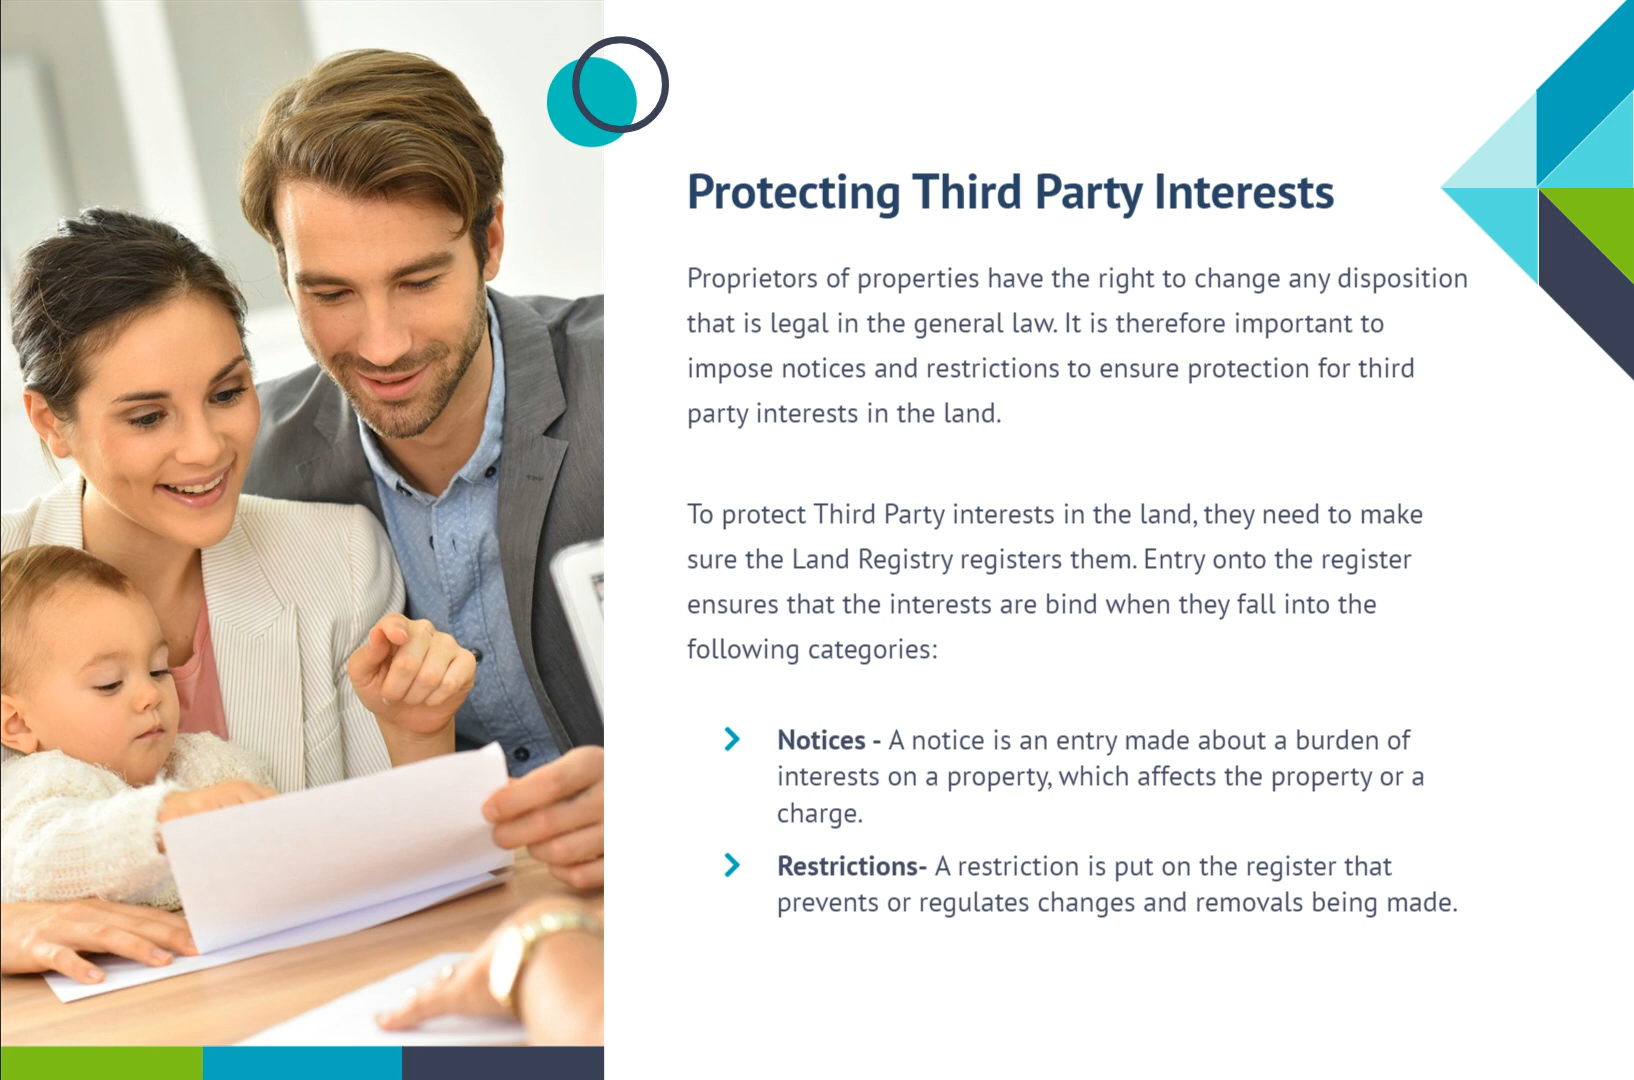 Protecting Third Party Interests
Proprietors of properties have the right to change any disposition
that is legal in the general law. It is therefore important to
impose notices and restrictions to ensure protection for third
party interests in the land.
To protect Third Party interests in the land, they need to make
sure the Land Registry registers them. Entry onto the register
ensures that the interests are bind when they fall into the
following categories:
Notices - A notice is an entry made about a burden of
interests on a property, which affects the property or a
charge.
Restrictions- A restriction is put on the register that
prevents or regulates changes and removals being made.